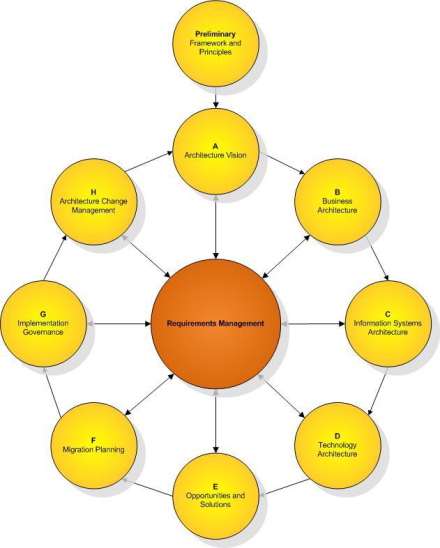 Preliminary
Framework and
Principles
A
Architecture Vision
H
Architecture Change
Management
B
Business
Architecture
G
Implementation
Governance
Requirements Management
C
Information Systems
Architecture
F
Migration Planning
D
Technology
Architecture
E
Opportunities and
Solutions